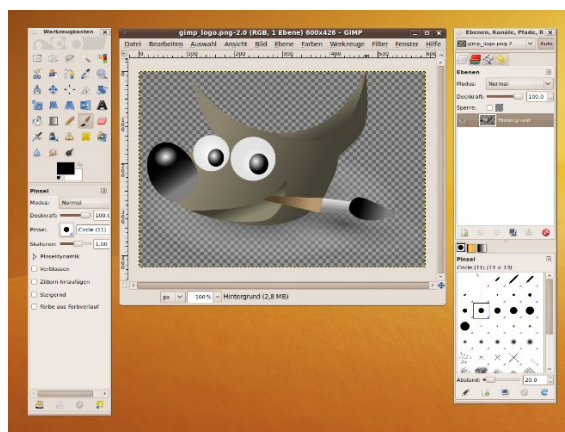 Werkzeugkasten
Pinsel
Modus: Normal
Deckkraft: 100,0
Pinsel: Circle (11)
Skalieren: 1,00
Pinseldynamik
Verblassen
Zittern hinzufügen
Steigernd
Farbe aus Farbverlauf
gimp_logo.png-2.0 (RGB, 1 Ebene) 600x426 – GIMP
Datei Bearbeiten Auswahl Ansicht Bild Ebene Farben Werkzeuge Filter Fenster Hilfe
px 100% Hintergrund (2,8 MB)
Ebenen, Kanäle, Pfade, R
gimp_logo.png-2 Auto
Ebenen
Modus: Normal
Deckkraft: 100,0
Sperre:
Hintergrund
Pinsel
Circle (11) (13 × 13)
Abstand: 20,0